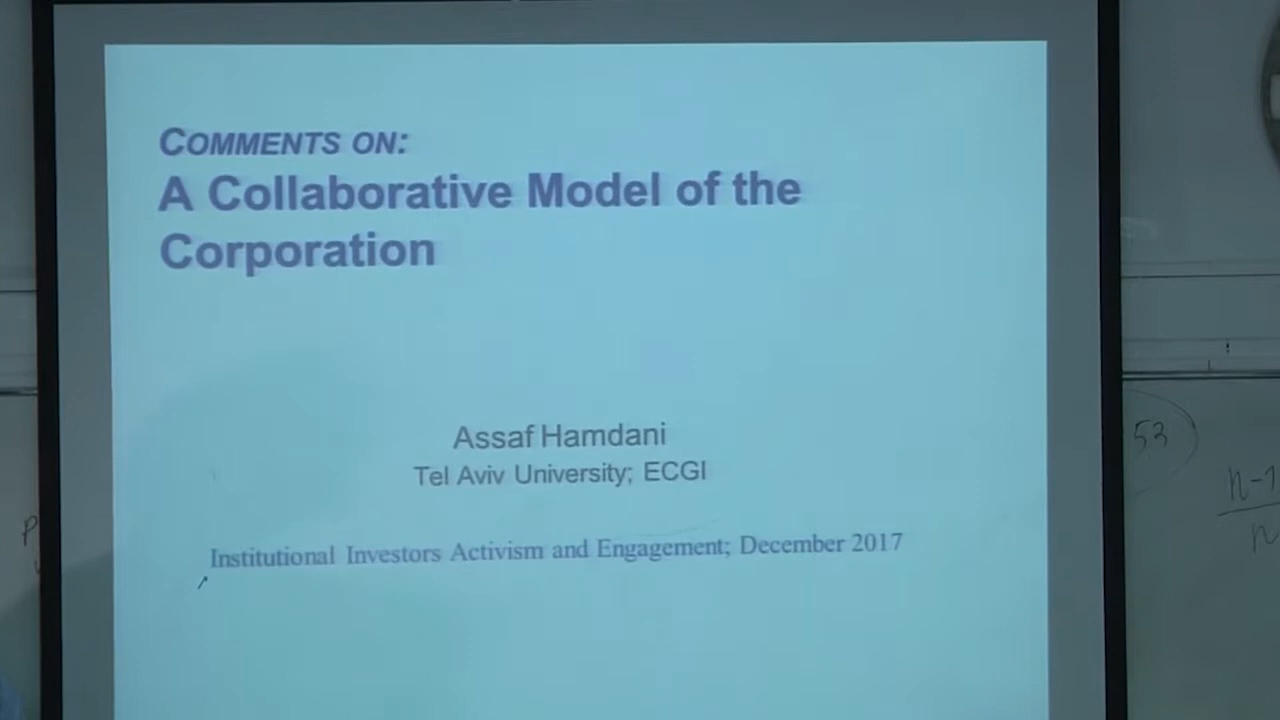 COMMENTS ON:
A Collaborative Model of the
Corporation
Assaf Hamdani
Tel Aviv University; ECGI
Institutional Investors Activism and Engagement; December 2017
53
n-1
n
P